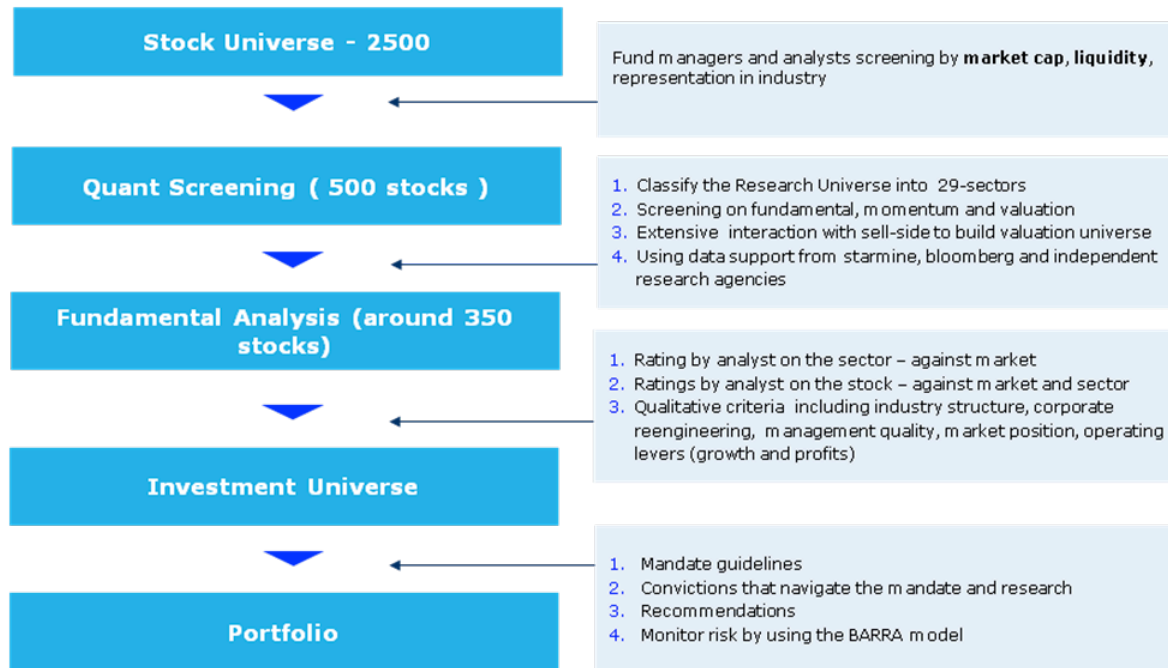 Stock Universe - 2500
Fund managers and analysts screening by market cap, liquidity,
representation in industry
Quant Screening ( 500 stocks )
1. Classify the Research Universe into 29-sectors
2. Screening on fundamental, momentum and valuation
3. Extensive interaction with sell-side to build valuation universe
4. Using data support from starmine, bloomberg and independent
research agencies
Fundamental Analysis (around 350
stocks)
1. Rating by analyst on the sector – against market
2. Ratings by analyst on the stock – against market and sector
3. Qualitative criteria including industry structure, corporate
reengineering, management quality, market position, operating
levers (growth and profits)
Investment Universe
1. Mandate guidelines
2. Convictions that navigate the mandate and research
3. Recommendations
4. Monitor risk by using the BARRA model
Portfolio